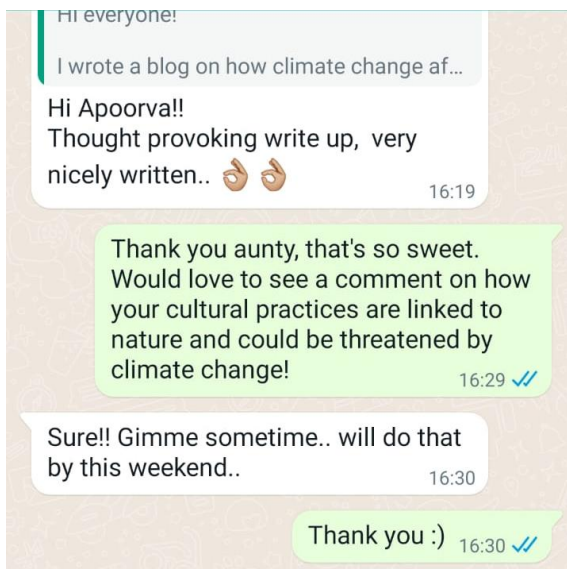 Hi everyone!
I wrote a blog on how climate change af...
Hi Apoorva!!
Thought provoking write up, very
nicely written.. 👌🏼 👌🏼
16:19
Thank you aunty, that's so sweet.
Would love to see a comment on how
your cultural practices are linked to
nature and could be threatened by
climate change!
16:29
Sure!! Gimme sometime.. will do that
by this weekend..
16:30
Thank you :)
16:30